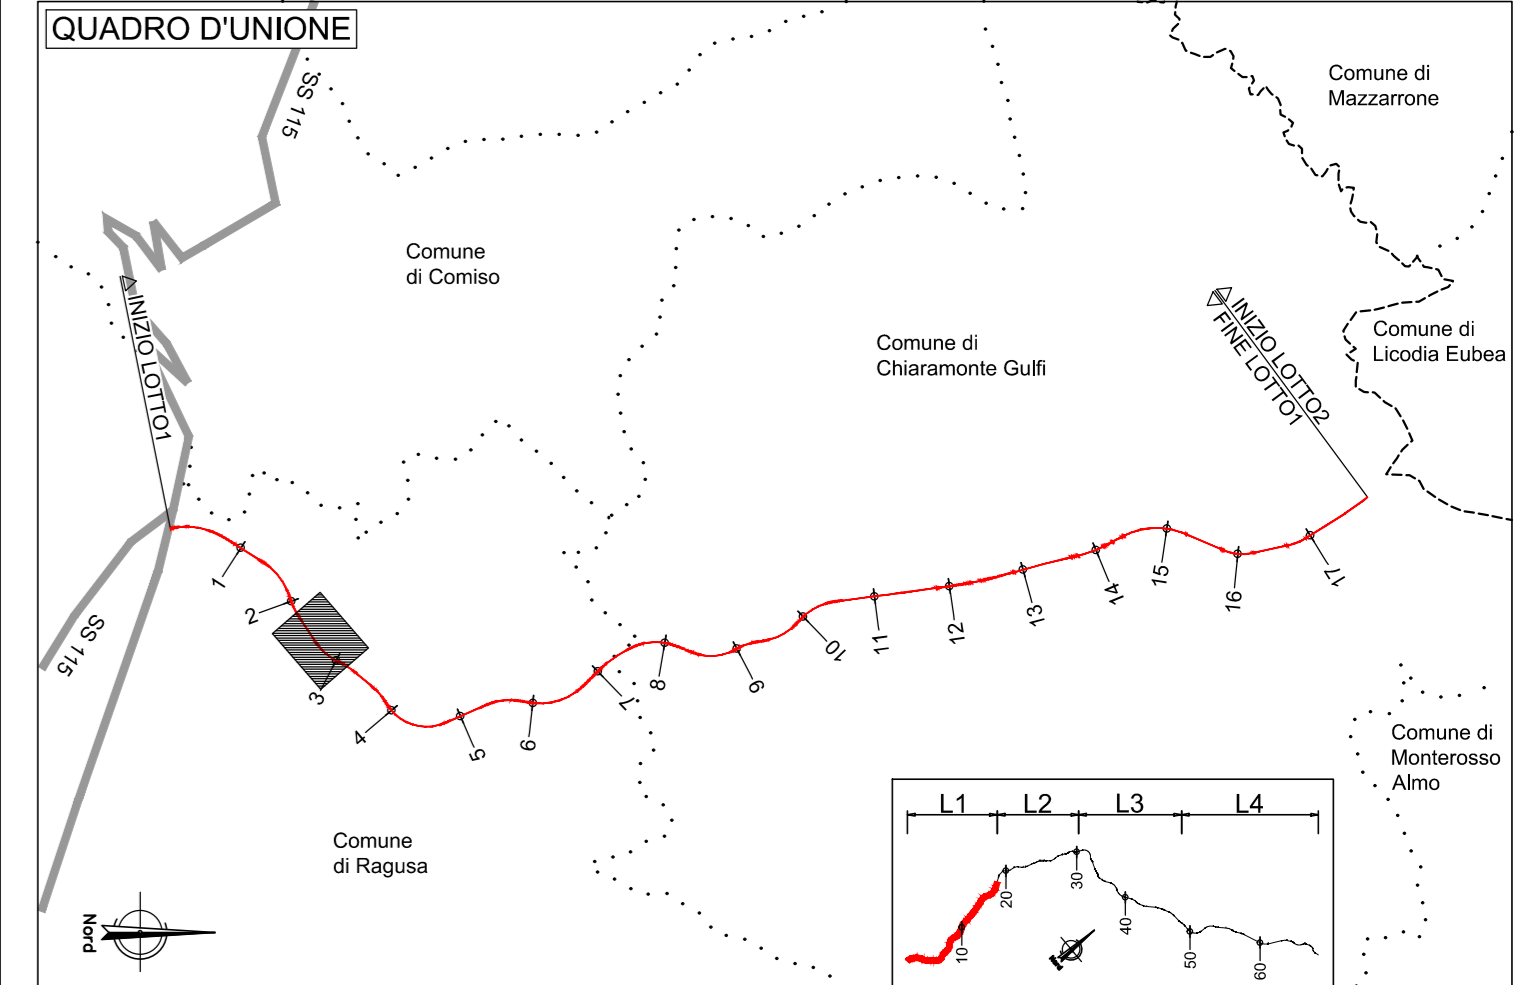 QUADRO D'UNIONE
SS 115
Comune di
Mazzarrone
Comune
di Comiso
INIZIO LOTTO1
Comune di
Chiaramonte Gulfi
INIZIO LOTTO2
FINE LOTTO1
Comune di
Licodia Eubea
1
2
3
4
5
6
7
8
9
10
11
12
13
14
15
16
17
SS 115
Comune
di Ragusa
Comune di
Monterosso
Almo
Nord
L1 L2 L3 L4
10
20
30
40
50
60